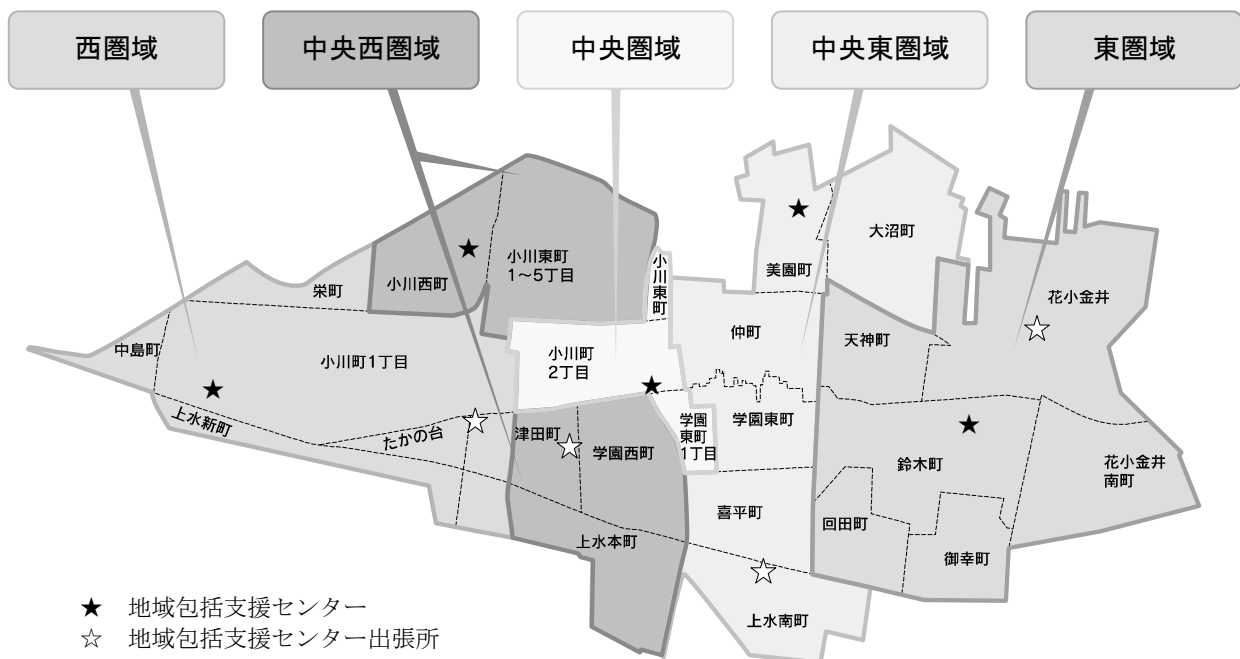 西圏域
中央西圏域
中央圏域
中央東圏域
東圏域
大沼町
美園町
小川東町
1〜5丁目
小川西町
小川東町
栄町
花小金井
中島町
小川町1丁目
小川町
2丁目
仲町
天神町
上水新町
たかの台
津田町
学園西町
学園
東町
1丁目
学園東町
鈴木町
花小金井
南町
喜平町
回田町
上水本町
御幸町
上水南町
★ 地域包括支援センター
☆ 地域包括支援センター出張所